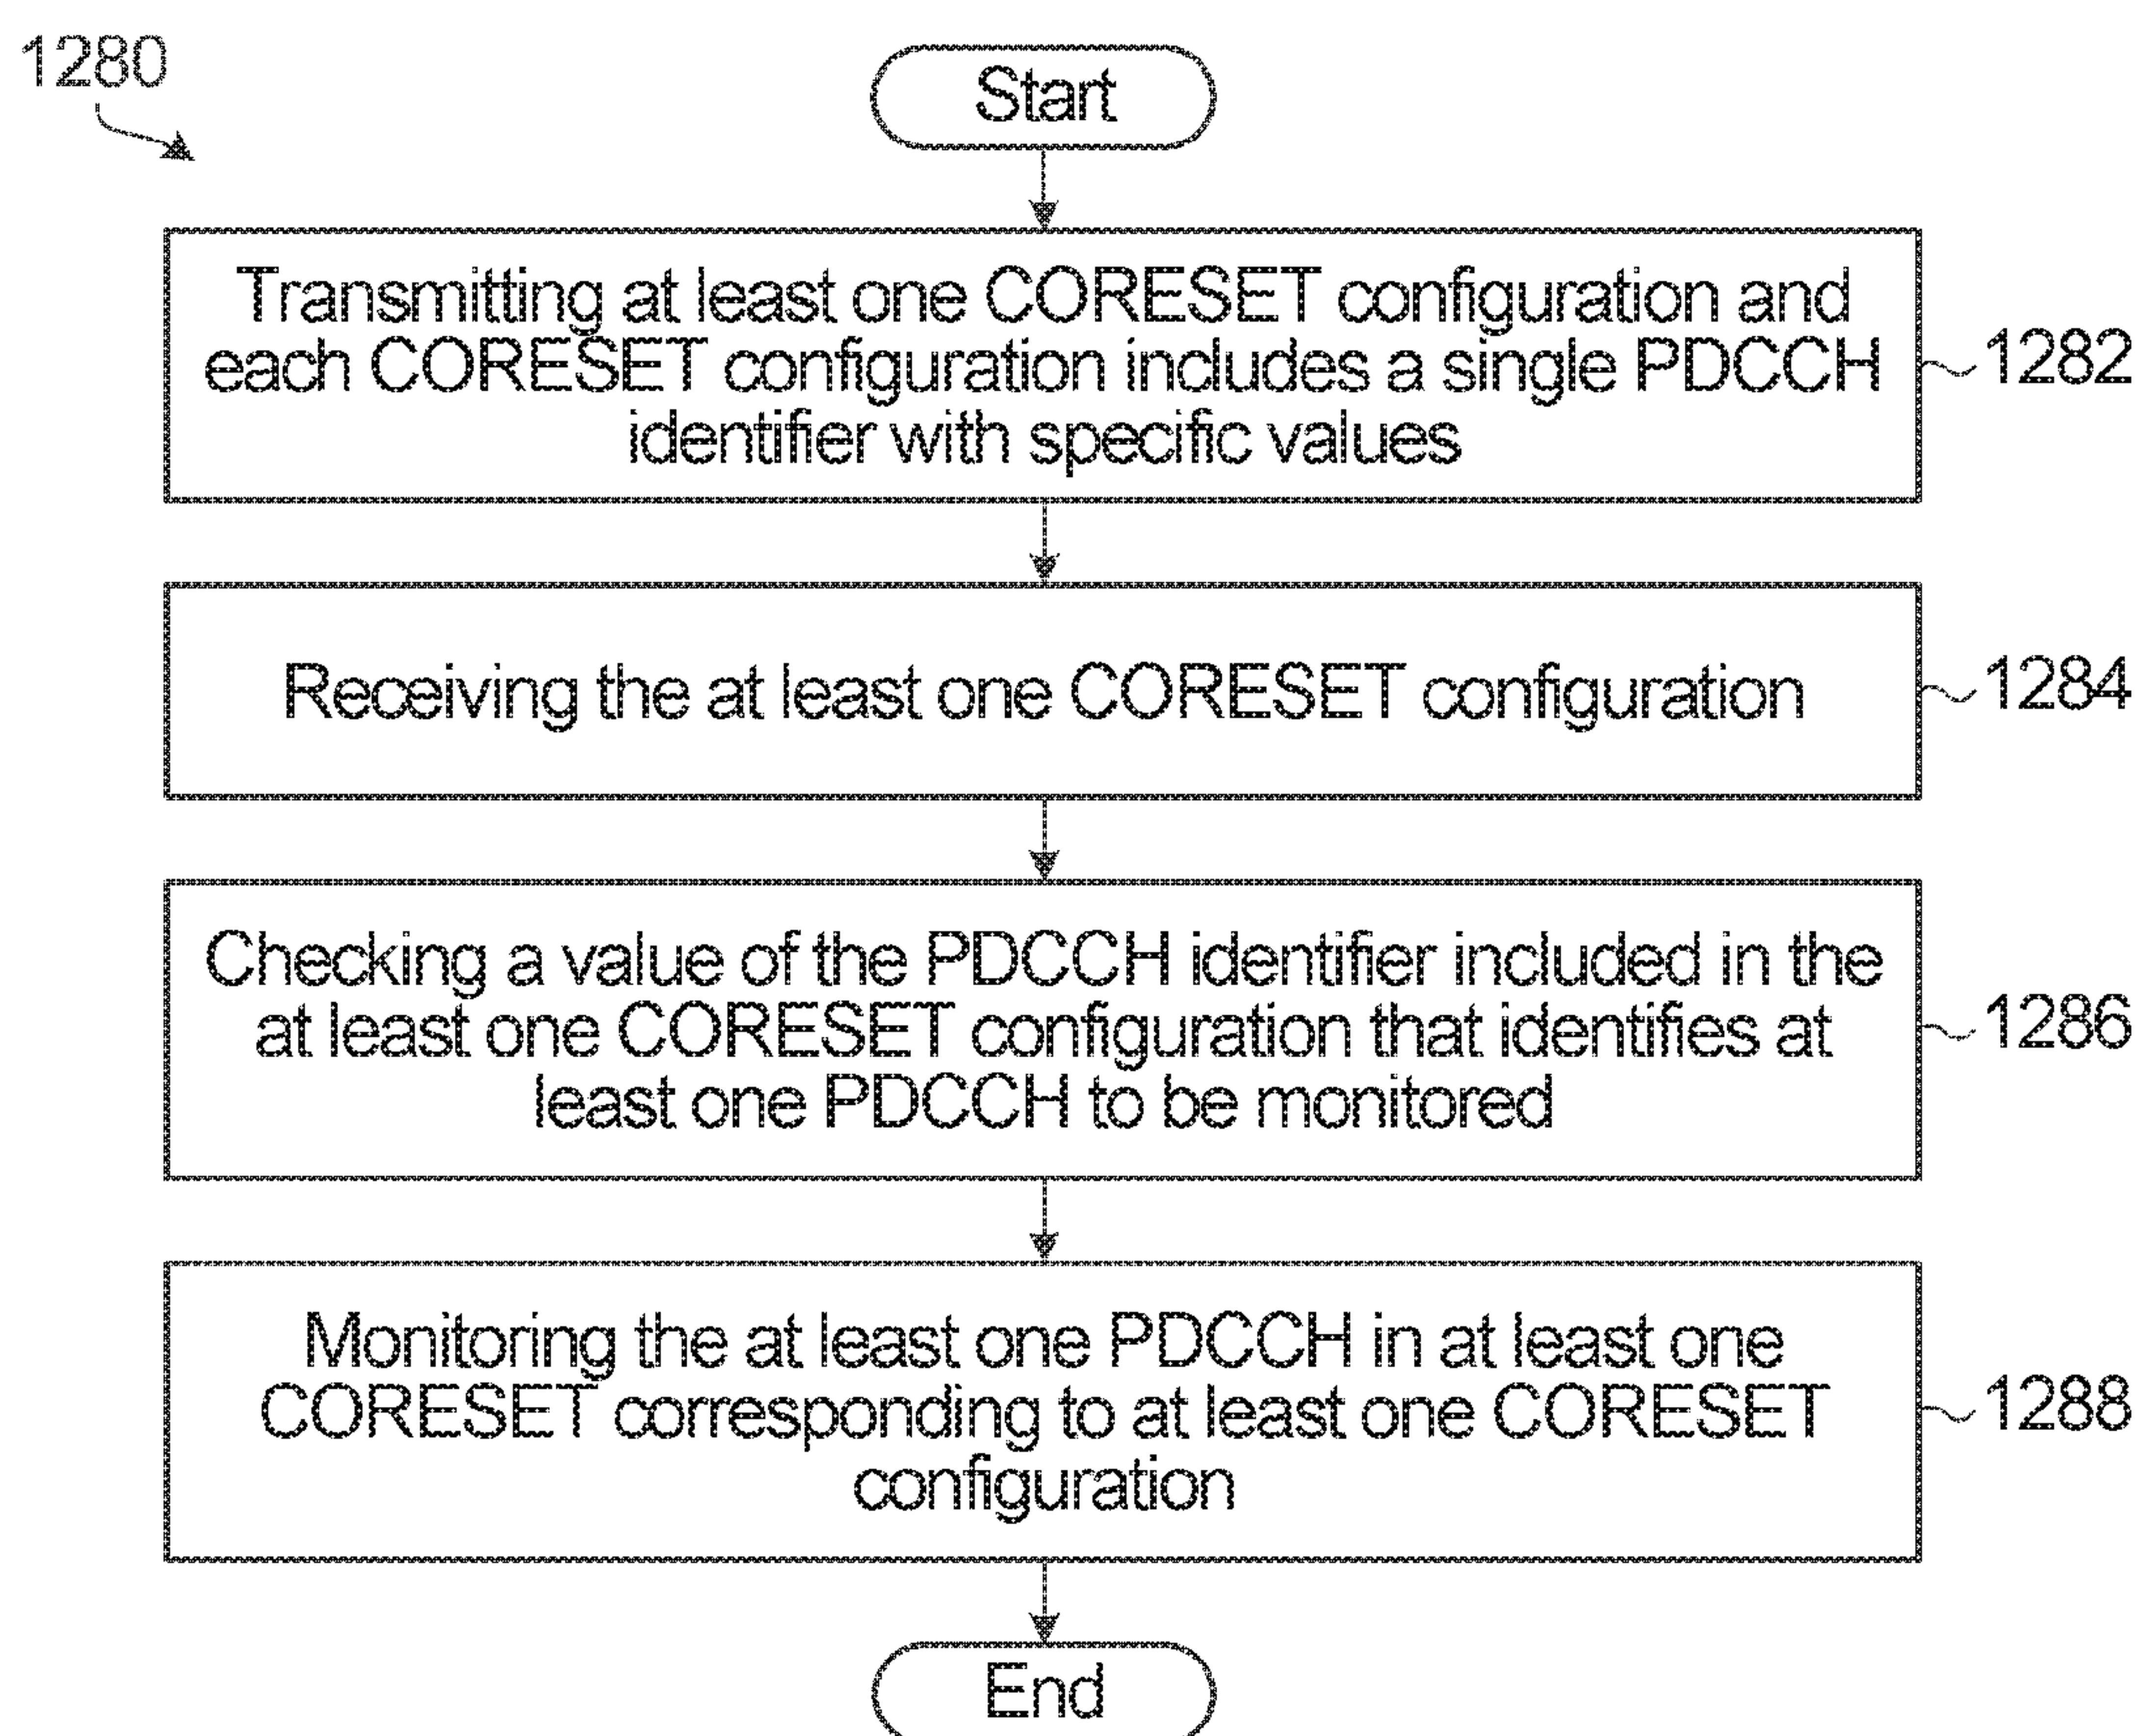 1280
Start
Transmitting at least one CORESET configuration and
each CORESET configuration includes a single PDCCH
identifier with specific values
1282
Receiving the at least one CORESET configuration
1284
Checking a value of the PDCCH identifier included in the
at least one CORESET configuration that identifies at
least one PDCCH to be monitored
1286
Monitoring the at least one PDCCH in at least one
CORESET corresponding to at least one CORESET
configuration
1288
End